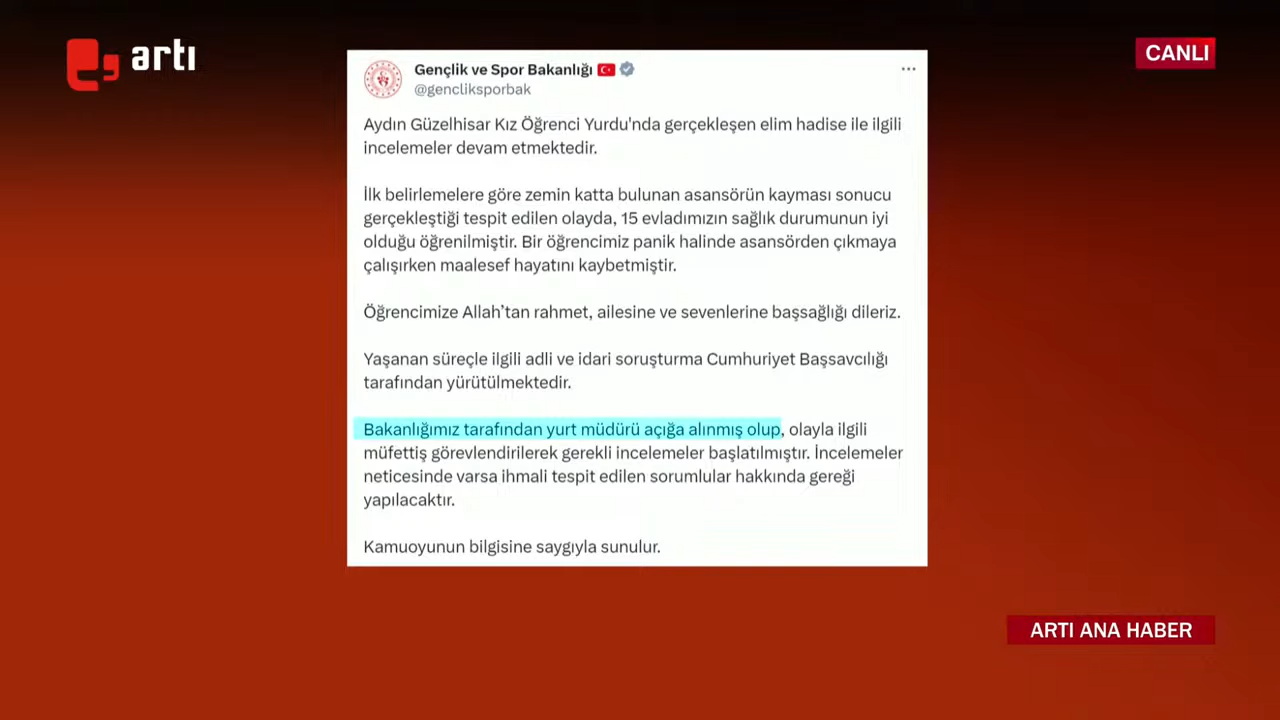 artı
CANLI
Gençlik ve Spor Bakanlığı
@gencliksporbak
Aydın Güzelhisar Kız Öğrenci Yurdu'nda gerçekleşen elim hadise ile ilgili
incelemeler devam etmektedir.
İlk belirlemelere göre zemin katta bulunan asansörün kayması sonucu
gerçekleştiği tespit edilen olayda, 15 evladımızın sağlık durumunun iyi
olduğu öğrenilmiştir. Bir öğrencimiz panik halinde asansörden çıkmaya
çalışırken maalesef hayatını kaybetmiştir.
Öğrencimize Allah’tan rahmet, ailesine ve sevenlerine başsağlığı dileriz.
Yaşanan süreçle ilgili adli ve idari soruşturma Cumhuriyet Başsavcılığı
tarafından yürütülmektedir.
Bakanlığımız tarafından yurt müdürü açığa alınmış olup, olayla ilgili
müfettiş görevlendirilerek gerekli incelemeler başlatılmıştır. İncelemeler
neticesinde varsa ihmali tespit edilen sorumlular hakkında gereği
yapılacaktır.
Kamuoyunun bilgisine saygıyla sunulur.
ARTI ANA HABER